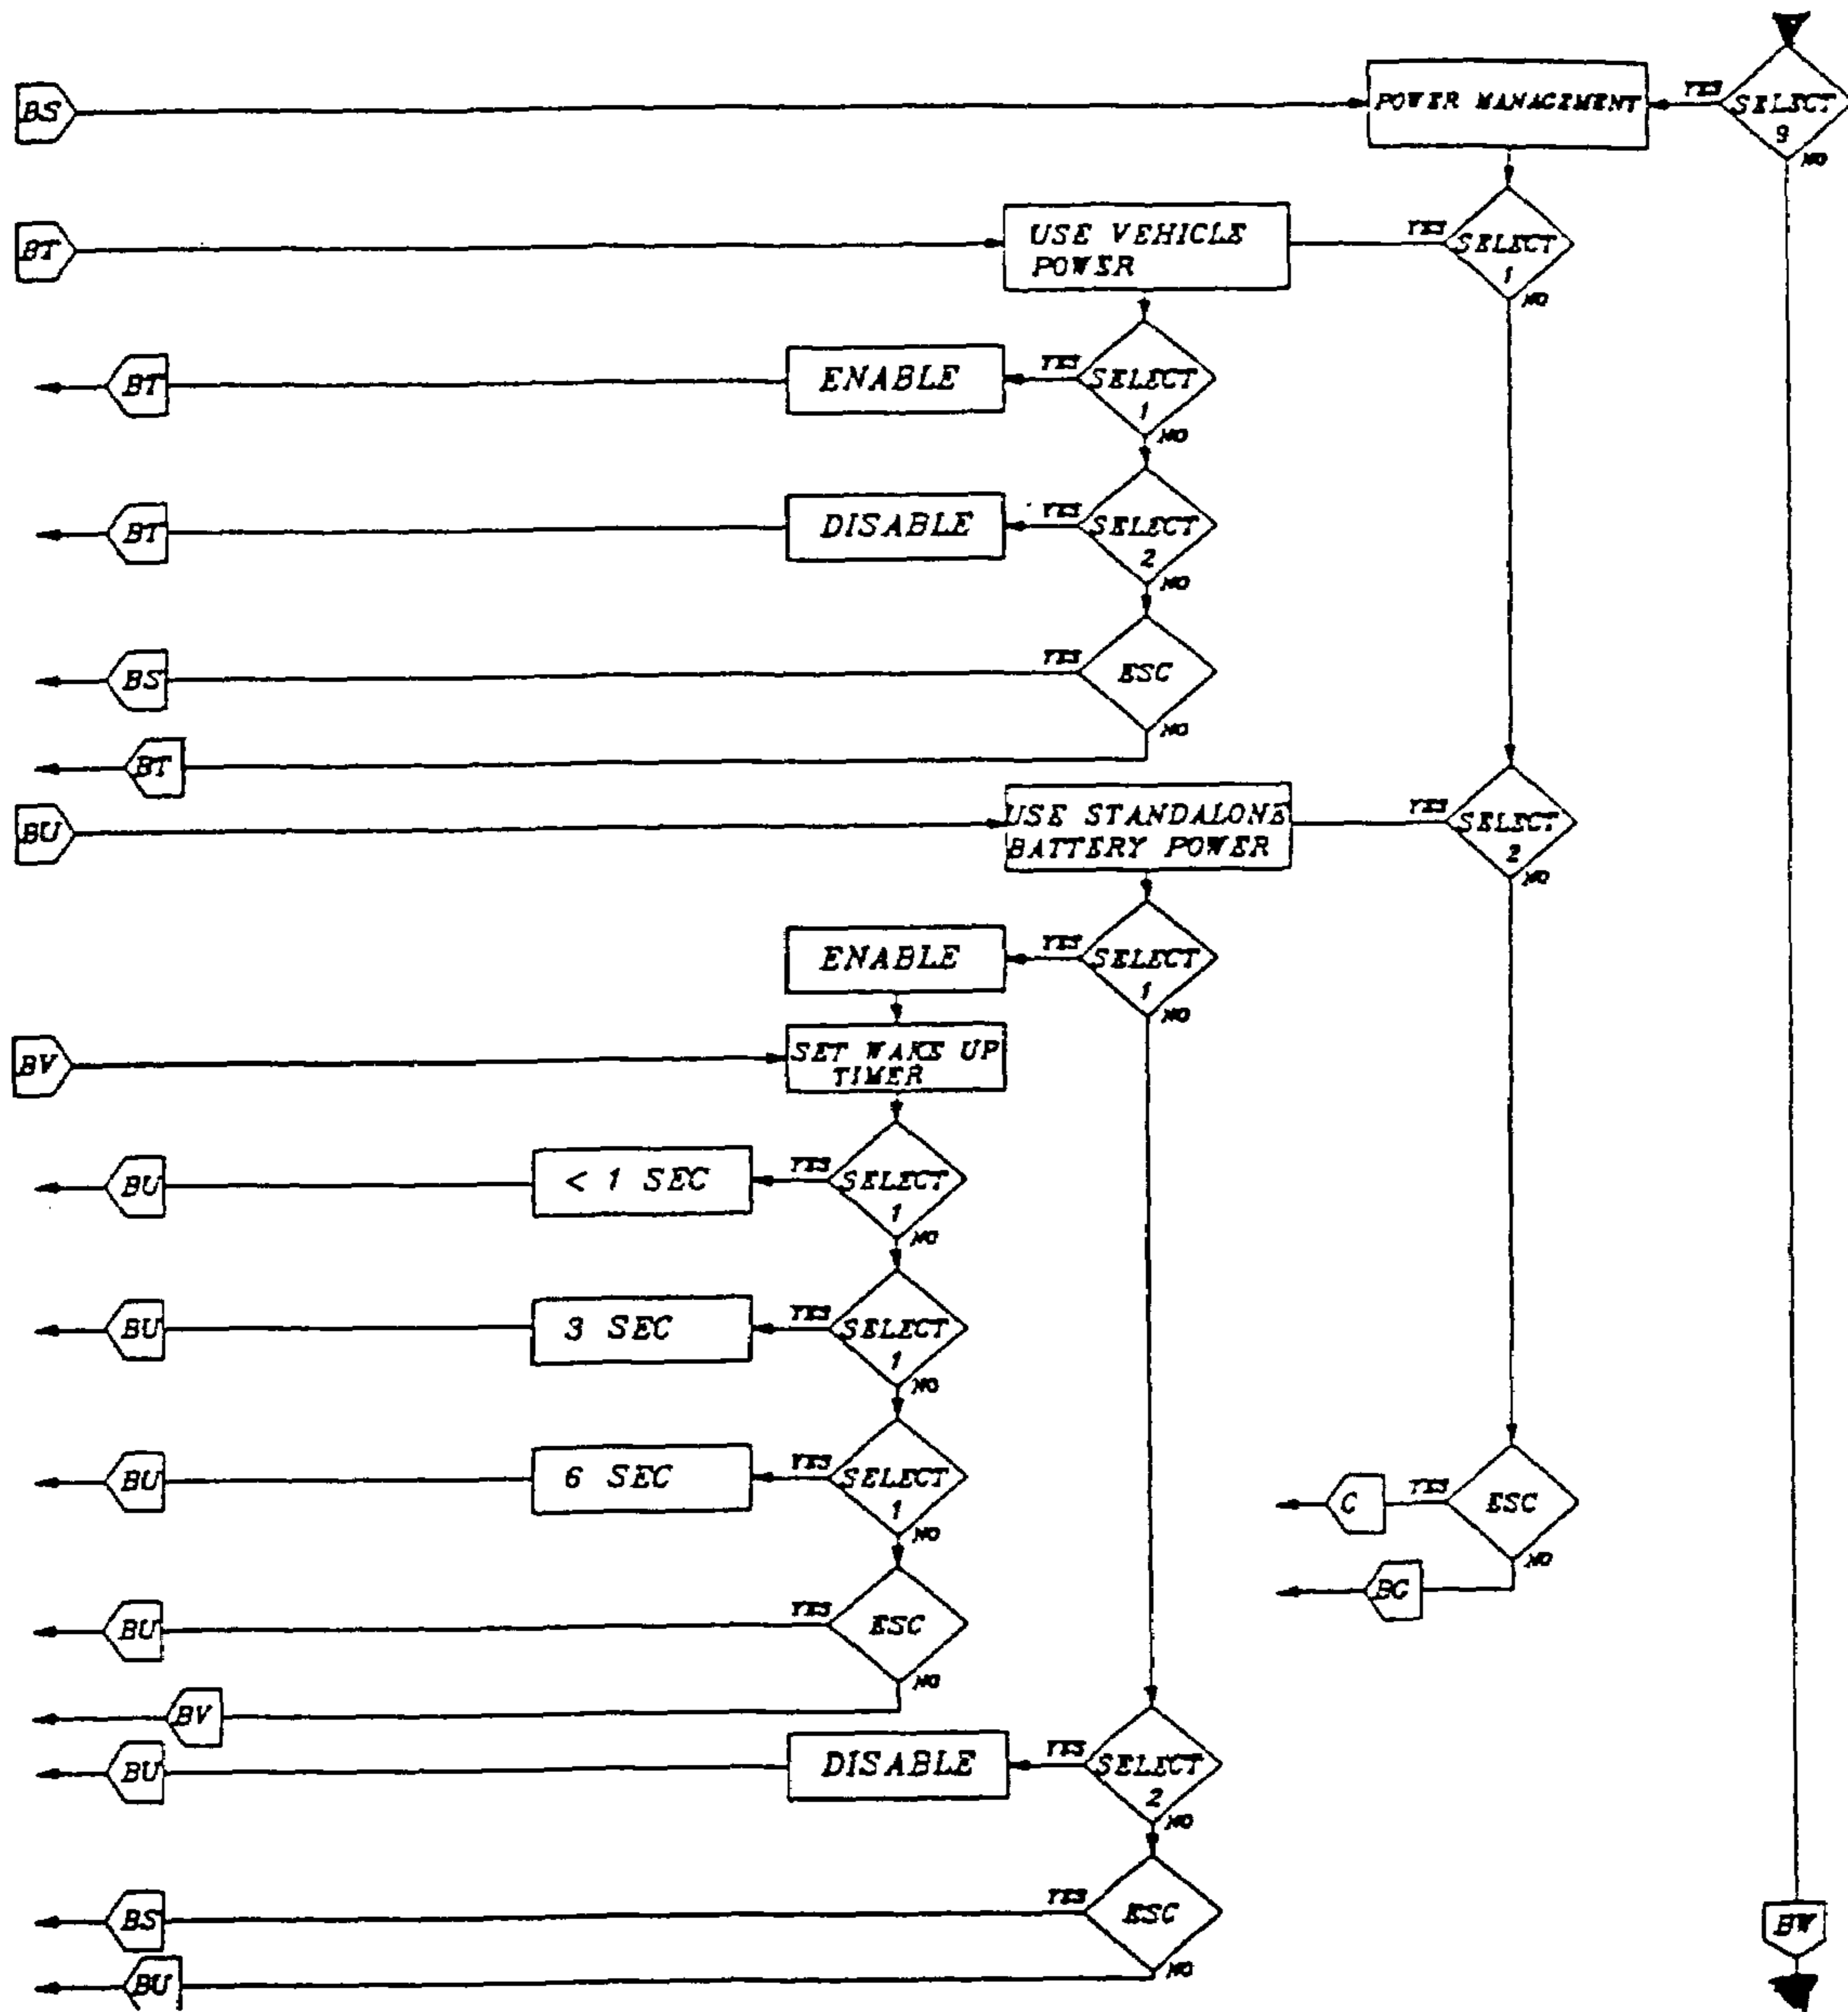 BS
POWER MANAGEMENT
YES
SELECT
9
NO
BT
USE VEHICLE
POWER
YES
SELECT
1
NO
BT
ENABLE
YES
SELECT
1
NO
BT
DISABLE
YES
SELECT
2
NO
BS
YES
ESC
NO
BT
BU
USE STANDALONE
BATTERY POWER
YES
SELECT
2
NO
ENABLE
YES
SELECT
1
NO
BV
SET WAKE UP
TIMER
BU
< 1 SEC
YES
SELECT
1
NO
BU
3 SEC
YES
SELECT
1
NO
BU
6 SEC
YES
SELECT
1
NO
C
YES
ESC
NO
BG
BU
YES
ESC
NO
BV
BU
DISABLE
YES
SELECT
2
NO
BS
YES
ESC
NO
BU
BW